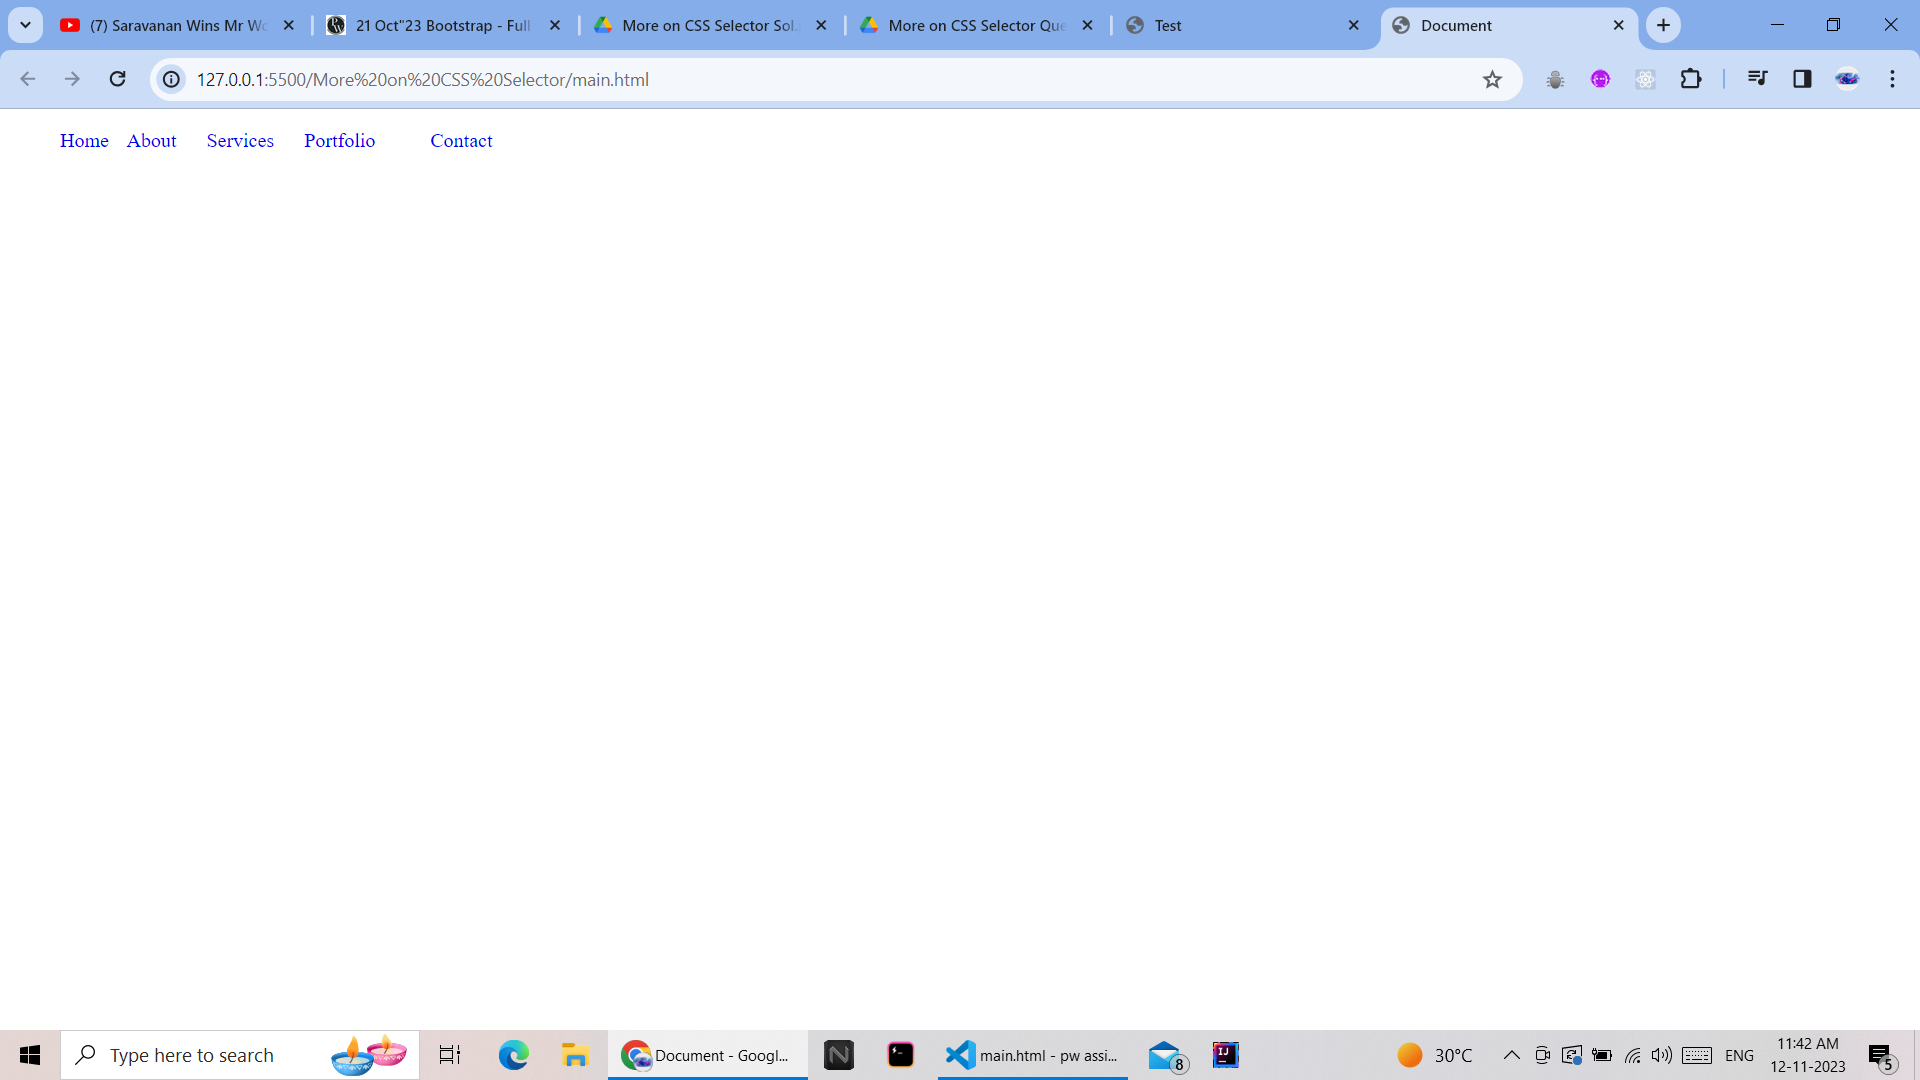 (7) Saravanan Wins Mr Wo
21 Oct"23 Bootstrap - Full
More on CSS Selector Sol
More on CSS Selector Que
Test
Document
127.0.0.1:5500/More%20on%20CSS%20Selector/main.html
Home About Services Portfolio Contact
Type here to search
Document - Googl...
main.html - pw assi...
8
30°C
ENG
11:42 AM
12-11-2023
5